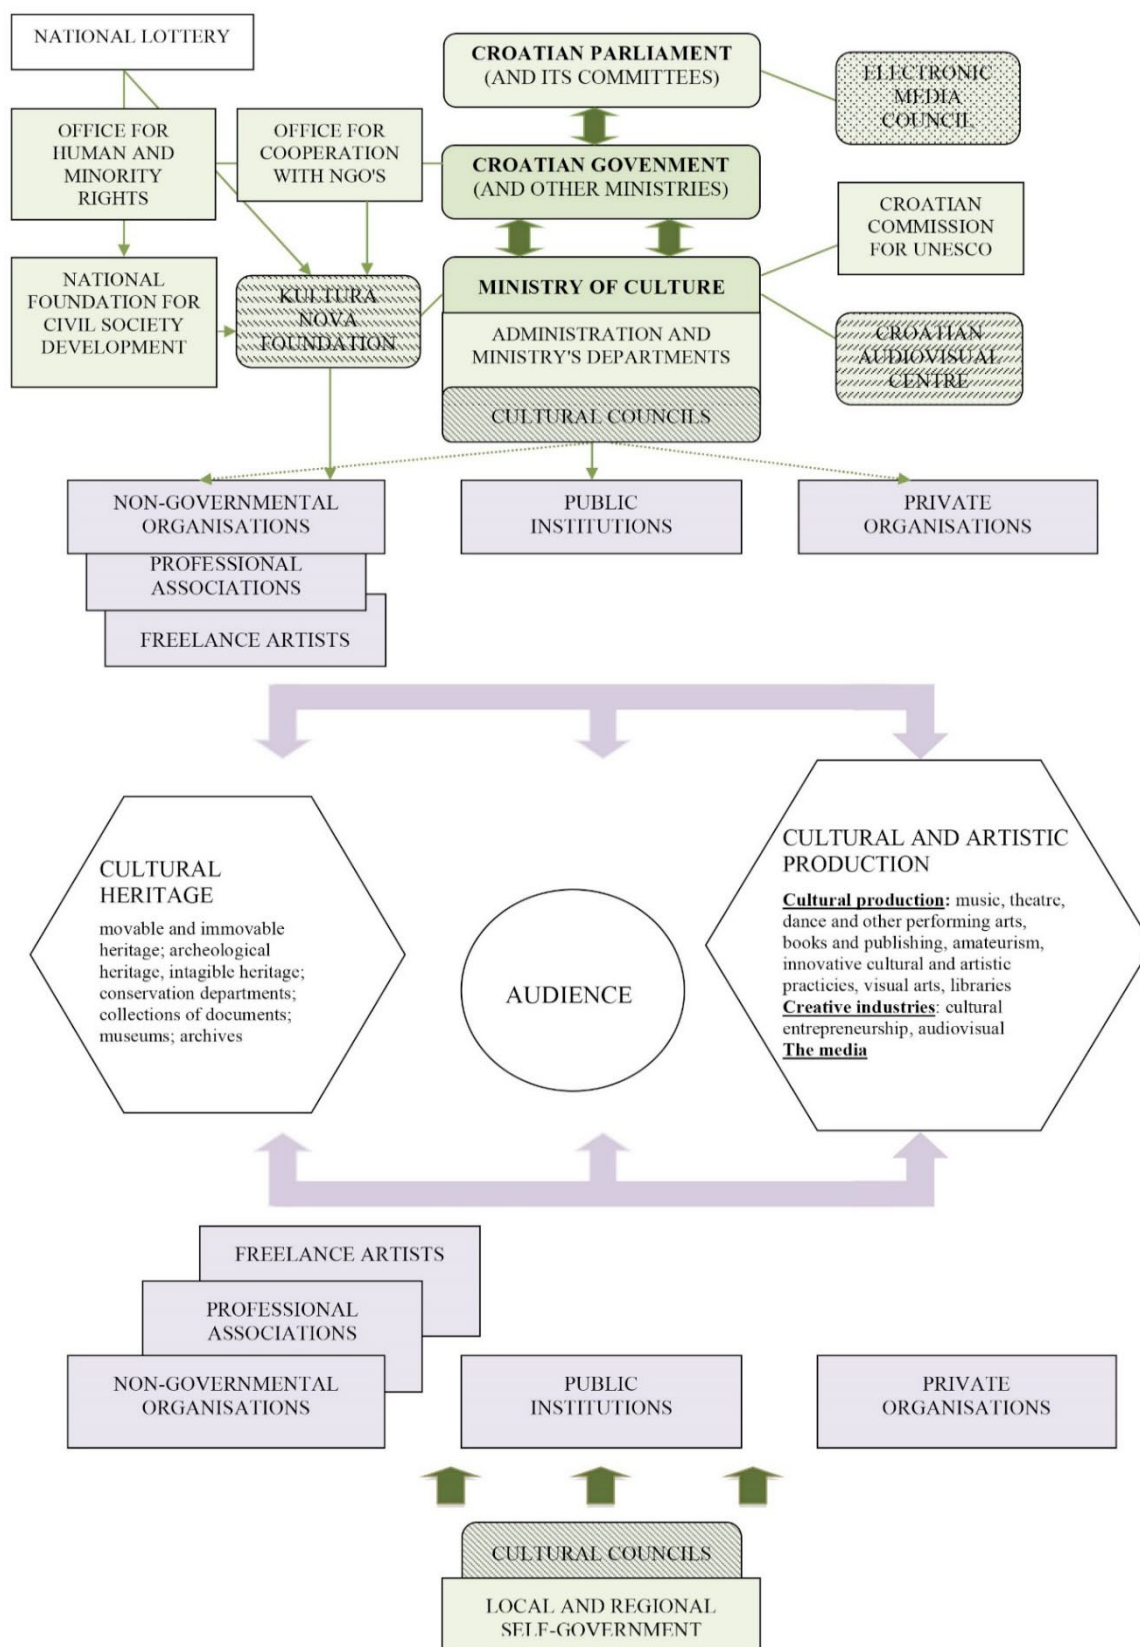 NATIONAL LOTTERY
CROATIAN PARLIAMENT
(AND ITS COMMITTEES)
ELECTRONIC
MEDIA
COUNCIL
OFFICE FOR
HUMAN AND
MINORITY
RIGHTS
OFFICE FOR
COOPERATION
WITH NGO'S
CROATIAN GOVENMENT
(AND OTHER MINISTRIES)
CROATIAN
COMMISSION
FOR UNESCO
NATIONAL
FOUNDATION FOR
CIVIL SOCIETY
DEVELOPMENT
KULTURA
NOVA
FOUNDATION
MINISTRY OF CULTURE
ADMINISTRATION AND
MINISTRY'S DEPARTMENTS
CULTURAL COUNCILS
CROATIAN
AUDIOVISUAL
CENTRE
NON-GOVERNMENTAL
ORGANISATIONS
PROFESSIONAL
ASSOCIATIONS
FREELANCE ARTISTS
PUBLIC
INSTITUTIONS
PRIVATE
ORGANISATIONS
CULTURAL
HERITAGE
movable and immovable
heritage; archeological
heritage, intagible heritage;
conservation departments;
collections of documents;
museums; archives
AUDIENCE
CULTURAL AND ARTISTIC
PRODUCTION
Cultural production: music, theatre,
dance and other performing arts,
books and publishing, amateurism,
innovative cultural and artistic
practicies, visual arts, libraries
Creative industries: cultural
entrepreneurship, audiovisual
The media
FREELANCE ARTISTS
PROFESSIONAL
ASSOCIATIONS
NON-GOVERNMENTAL
ORGANISATIONS
PUBLIC
INSTITUTIONS
PRIVATE
ORGANISATIONS
CULTURAL COUNCILS
LOCAL AND REGIONAL
SELF-GOVERNMENT